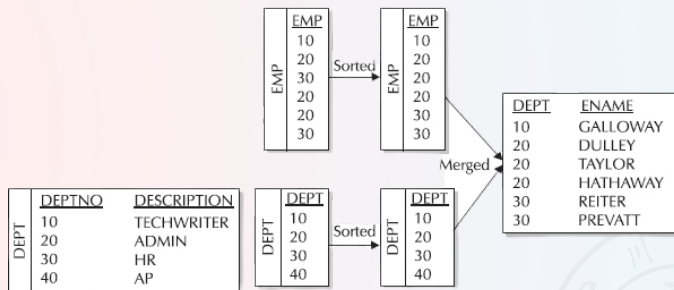 EMP
EMP
10
20
30
20
20
30
Sorted
EMP
EMP
10
20
20
20
30
30
Merged
DEPT ENAME
10 GALLOWAY
20 DULLEY
20 TAYLOR
20 HATHAWAY
30 REITER
30 PREVATT
DEPT
DEPTNO DESCRIPTION
10 TECHWRITER
20 ADMIN
30 HR
40 AP
DEPT
DEPT
10
20
30
40
Sorted
DEPT
DEPT
10
20
30
40